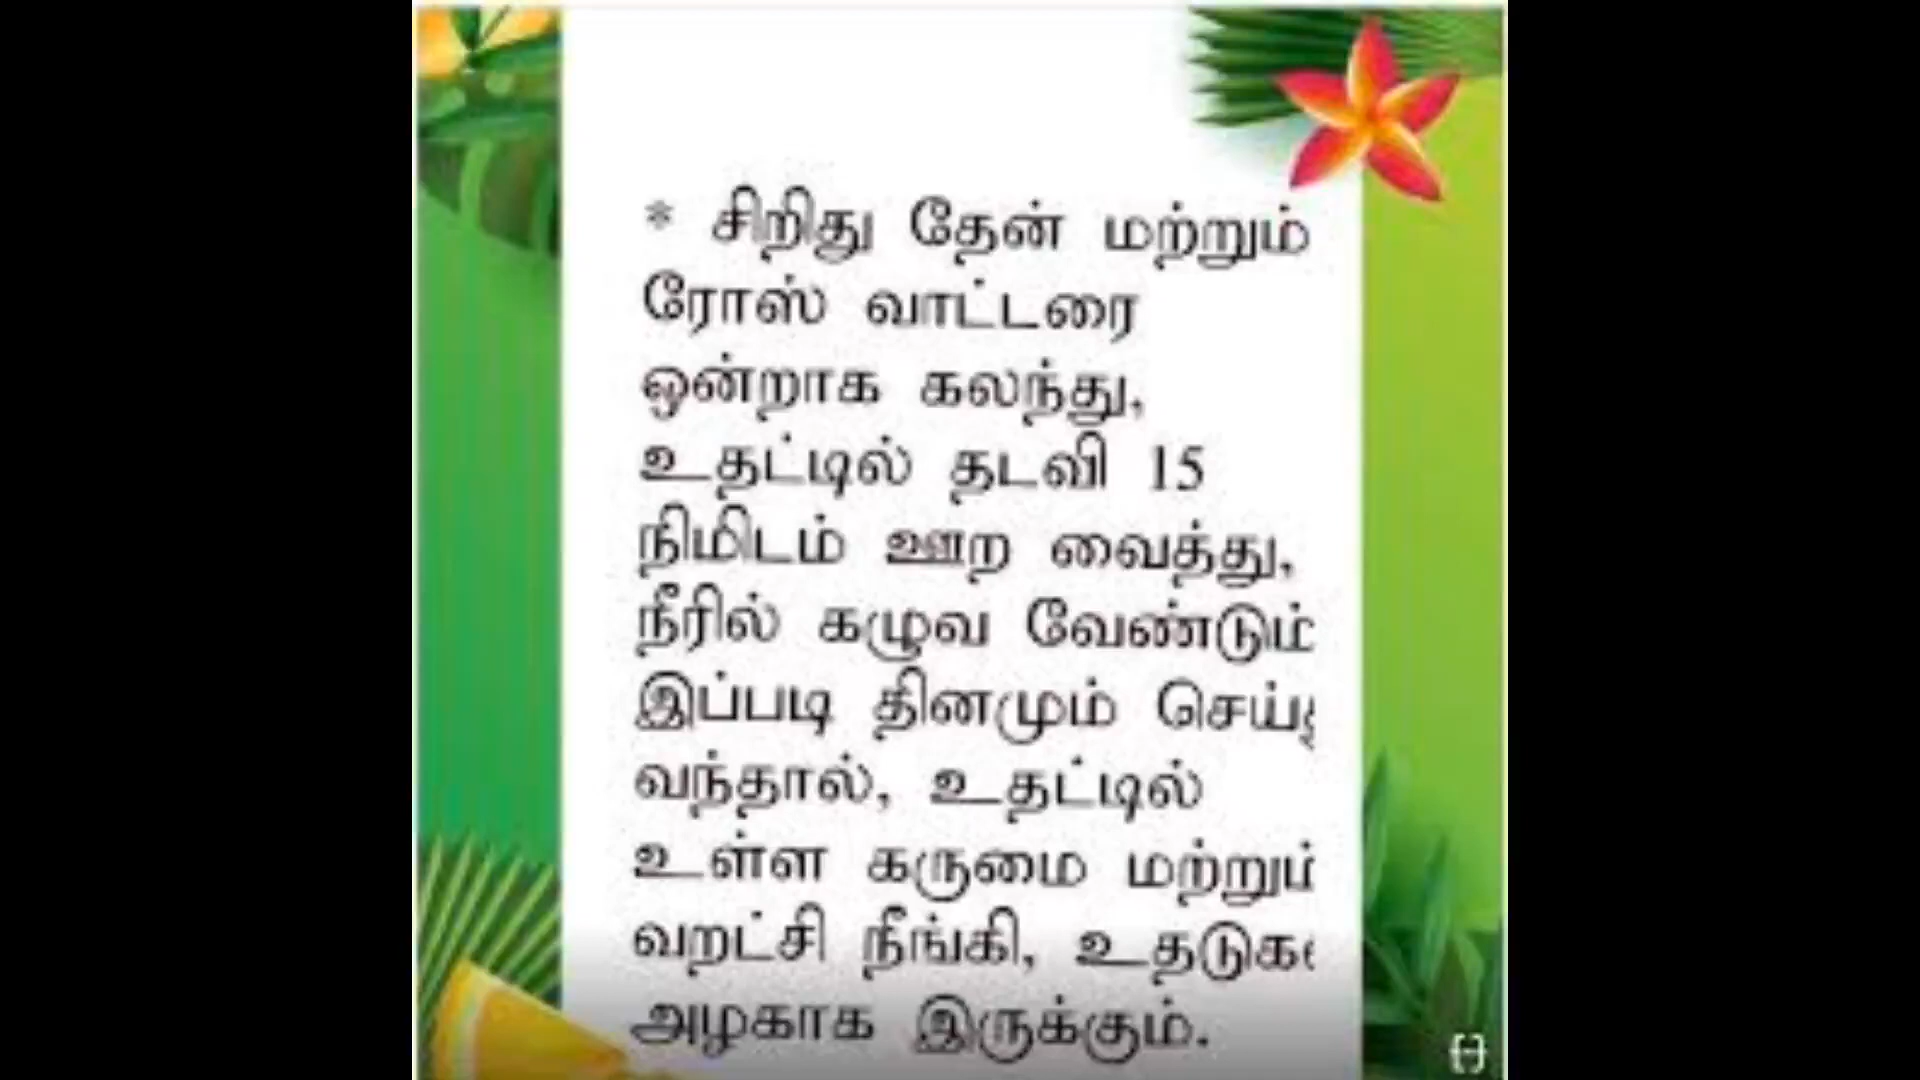 * சிறிது தேன் மற்றும்
ரோஸ் வாட்டரை
ஒன்றாக கலந்து,
உதட்டில் தடவி 15
நிமிடம் ஊற வைத்து,
நீரில் கழுவ வேண்டும்
இப்படி தினமும்
வந்தால், உதட்டில்
உள்ள கருமை மற்றும்
வறட்சி நீங்கி,
அழகாக இருக்கும்.